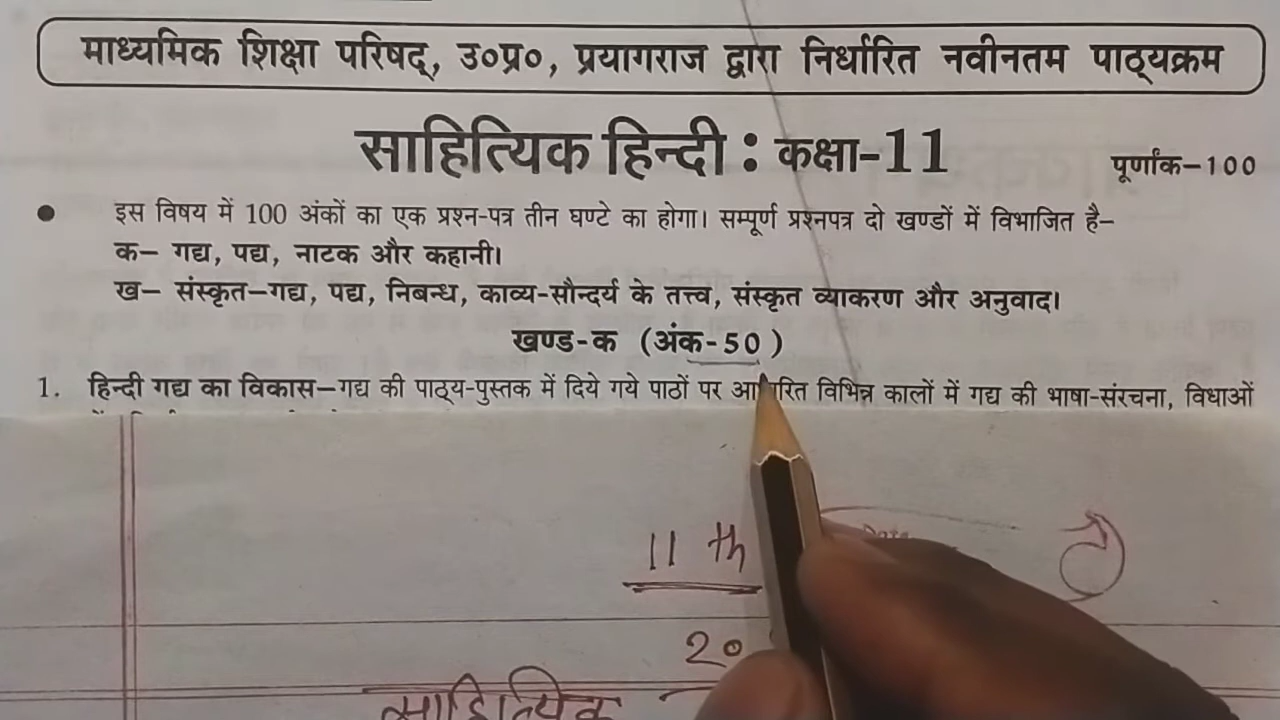 माध्यमिक शिक्षा परिषद्, उ०प्र०, प्रयागराज द्वारा निर्धारित नवीनतम पाठ्यक्रम
साहित्यिक हिन्दी : कक्षा-11
पूर्णांक–100
● इस विषय में 100 अंकों का एक प्रश्न-पत्र तीन घण्टे का होगा। सम्पूर्ण प्रश्नपत्र दो खण्डों में विभाजित है–
क– गद्य, पद्य, नाटक और कहानी।
ख– संस्कृत–गद्य, पद्य, निबन्ध, काव्य-सौन्दर्य के तत्त्व, संस्कृत व्याकरण और अनुवाद।
खण्ड-क (अंक-50)
1. हिन्दी गद्य का विकास–गद्य की पाठ्य-पुस्तक में दिये गये पाठों पर विभिन्न कालों में गद्य की भाषा-संरचना, विधाओं
11 th
20
साहित्यिक